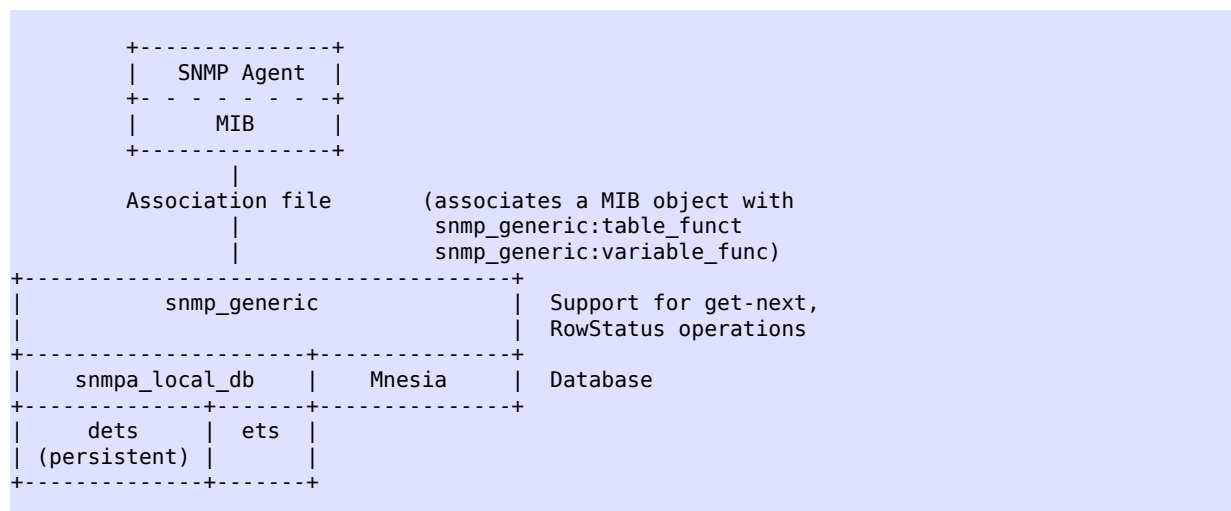 SNMP Agent
MIB
Association file (associates a MIB object with
snmp_generic:table_funct
snmp_generic:variable_func)
snmp_generic Support for get-next,
RowStatus operations
snmpa_local_db Mnesia Database
dets ets
(persistent)